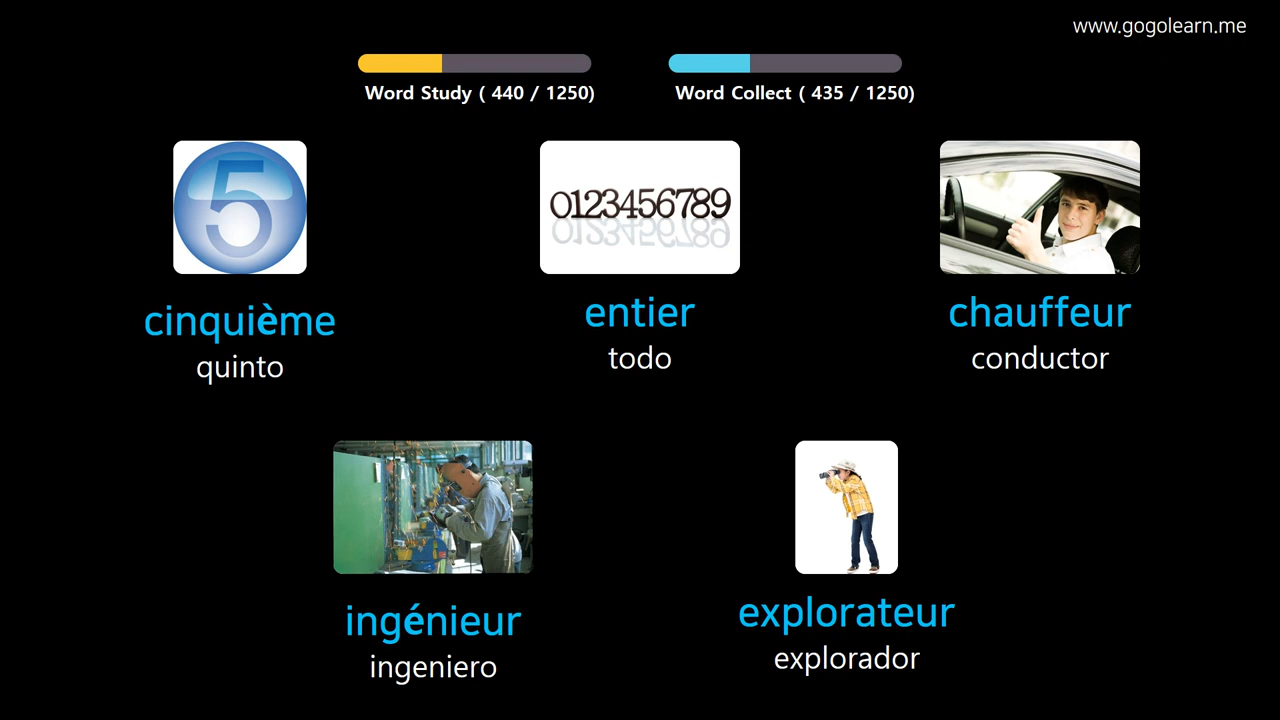 www.gogolearn.me
Word Study ( 440 / 1250)
Word Collect ( 435 / 1250)
5
0123456789
cinquième
quinto
entier
todo
chauffeur
conductor
ingénieur
ingeniero
explorateur
explorador